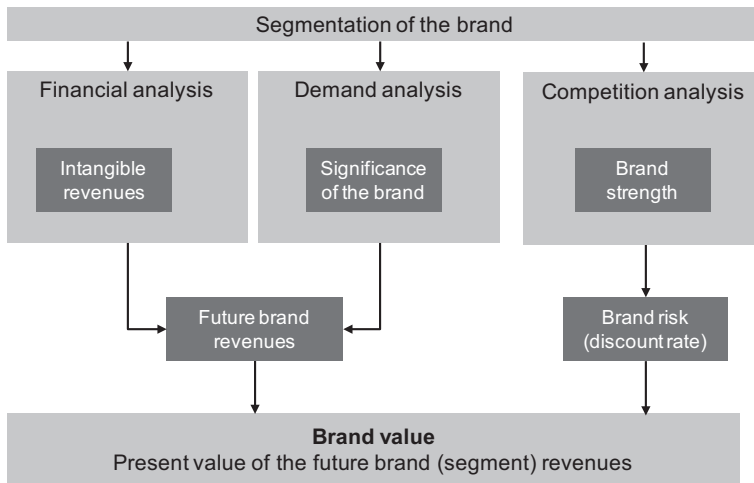 Segmentation of the brand
Financial analysis
Intangible
revenues
Demand analysis
Significance
of the brand
Competition analysis
Brand
strength
Future brand
revenues
Brand risk
(discount rate)
Brand value
Present value of the future brand (segment) revenues